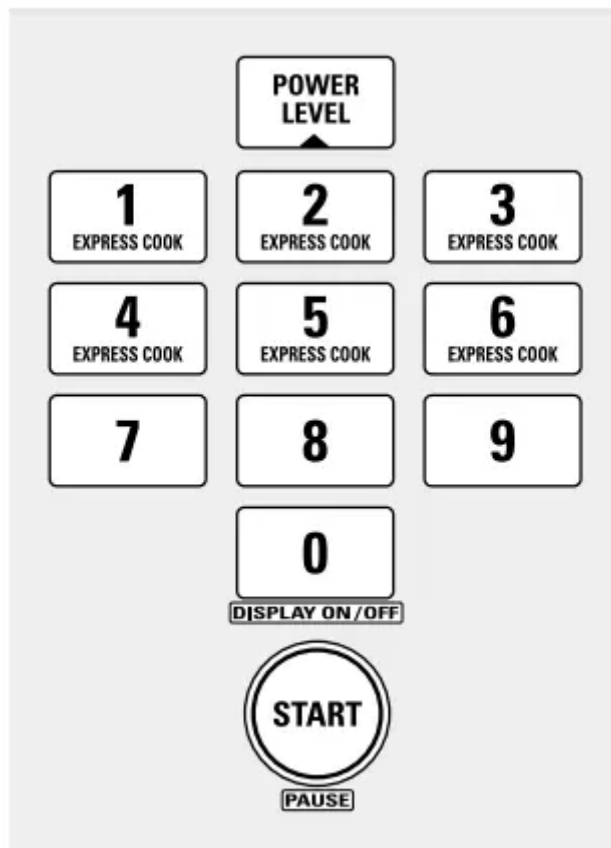 POWER
LEVEL
1 2 3
EXPRESS COOK EXPRESS COOK EXPRESS COOK
4 5 6
EXPRESS COOK EXPRESS COOK EXPRESS COOK
7 8 9
0
DISPLAY ON/OFF
START
PAUSE